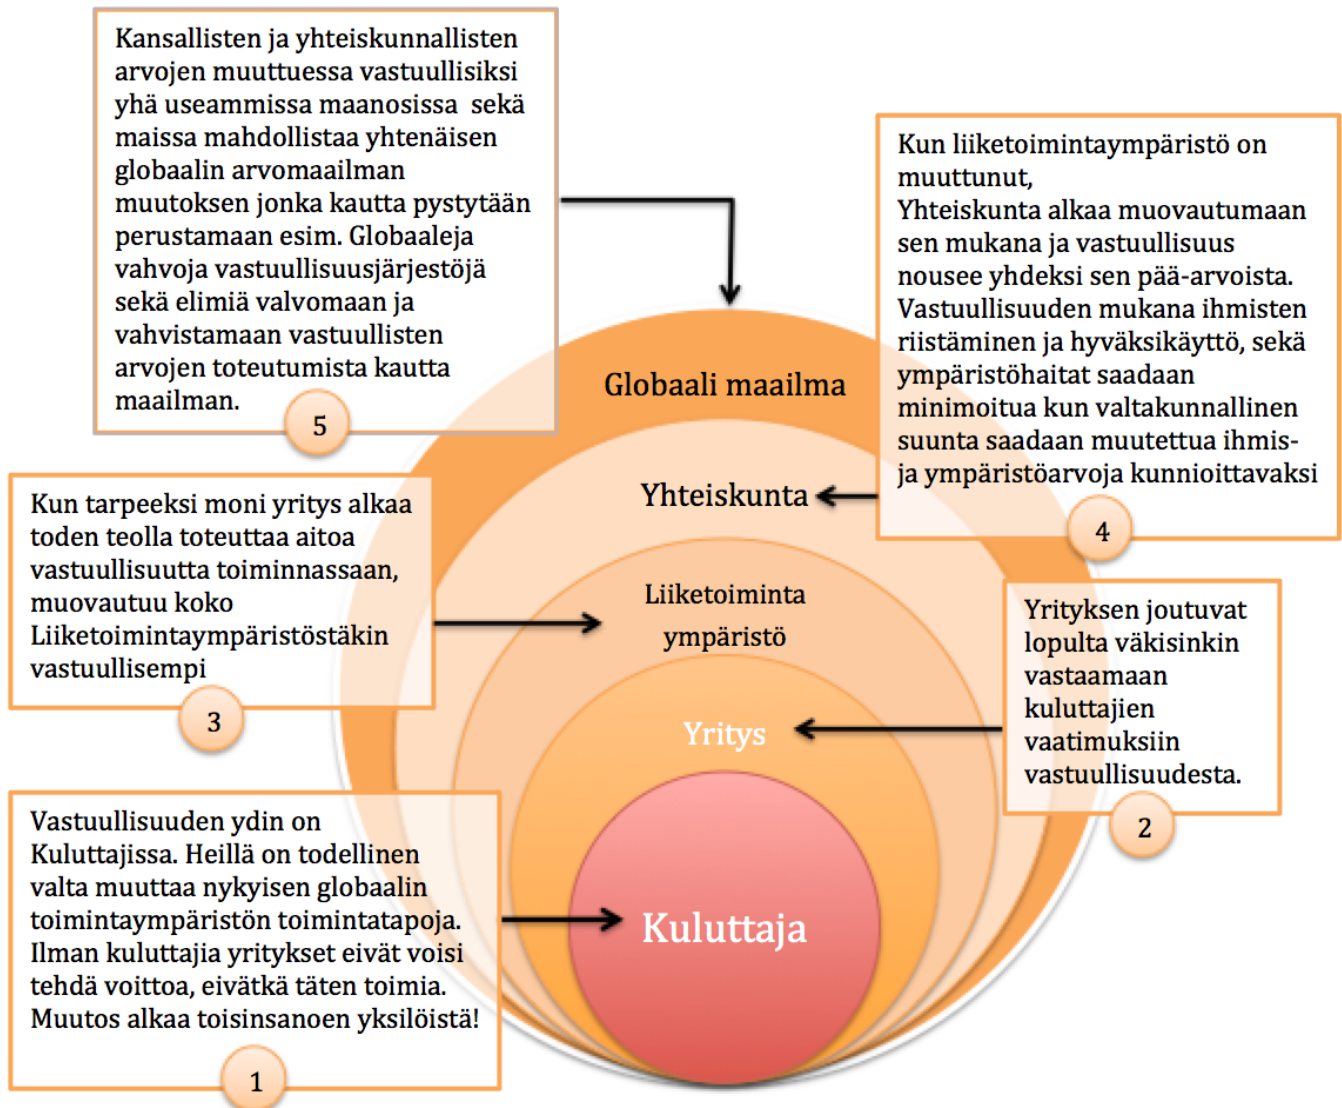 Kansallisten ja yhteiskunnallisten
arvojen muuttuessa vastuullisiksi
yhä useammissa maanosissa sekä
maissa mahdollistaa yhtenäisen
globaalin arvomaailman
muutoksen jonka kautta pystytään
perustamaan esim. Globaaleja
vahvoja vastuullisuusjärjestöjä
sekä elimiä valvomaan ja
vahvistamaan vastuullisten
arvojen toteutumista kautta
maailman.
5
Kun liiketoimintaympäristö on
muuttunut,
Yhteiskunta alkaa muovautumaan
sen mukana ja vastuullisuus
nousee yhdeksi sen pää-arvoista.
Vastuullisuuden mukana ihmisten
riistäminen ja hyväksikäyttö, sekä
ympäristöhaitat saadaan
minimoitua kun valtakunnallinen
suunta saadaan muutettua ihmis-
ja ympäristöarvoja kunnioittavaksi
4
Globaali maailma
Yhteiskunta
Kun tarpeeksi moni yritys alkaa
toden teolla toteuttaa aitoa
vastuullisuutta toiminnassaan,
muovautuu koko
Liiketoimintaympäristöstäkin
vastuullisempi
3
Liiketoiminta
ympäristö
Yrityksen joutuvat
lopulta väkisinkin
vastaamaan
kuluttajien
vaatimuksiin
vastuullisuudesta.
2
Yritys
Vastuullisuuden ydin on
Kuluttajissa. Heillä on todellinen
valta muuttaa nykyisen globaalin
toimintaympäristön toimintatapoja.
Ilman kuluttajia yritykset eivät voisi
tehdä voittoa, eivätkä täten toimia.
Muutos alkaa toisinsanoen yksilöistä!
1
Kuluttaja